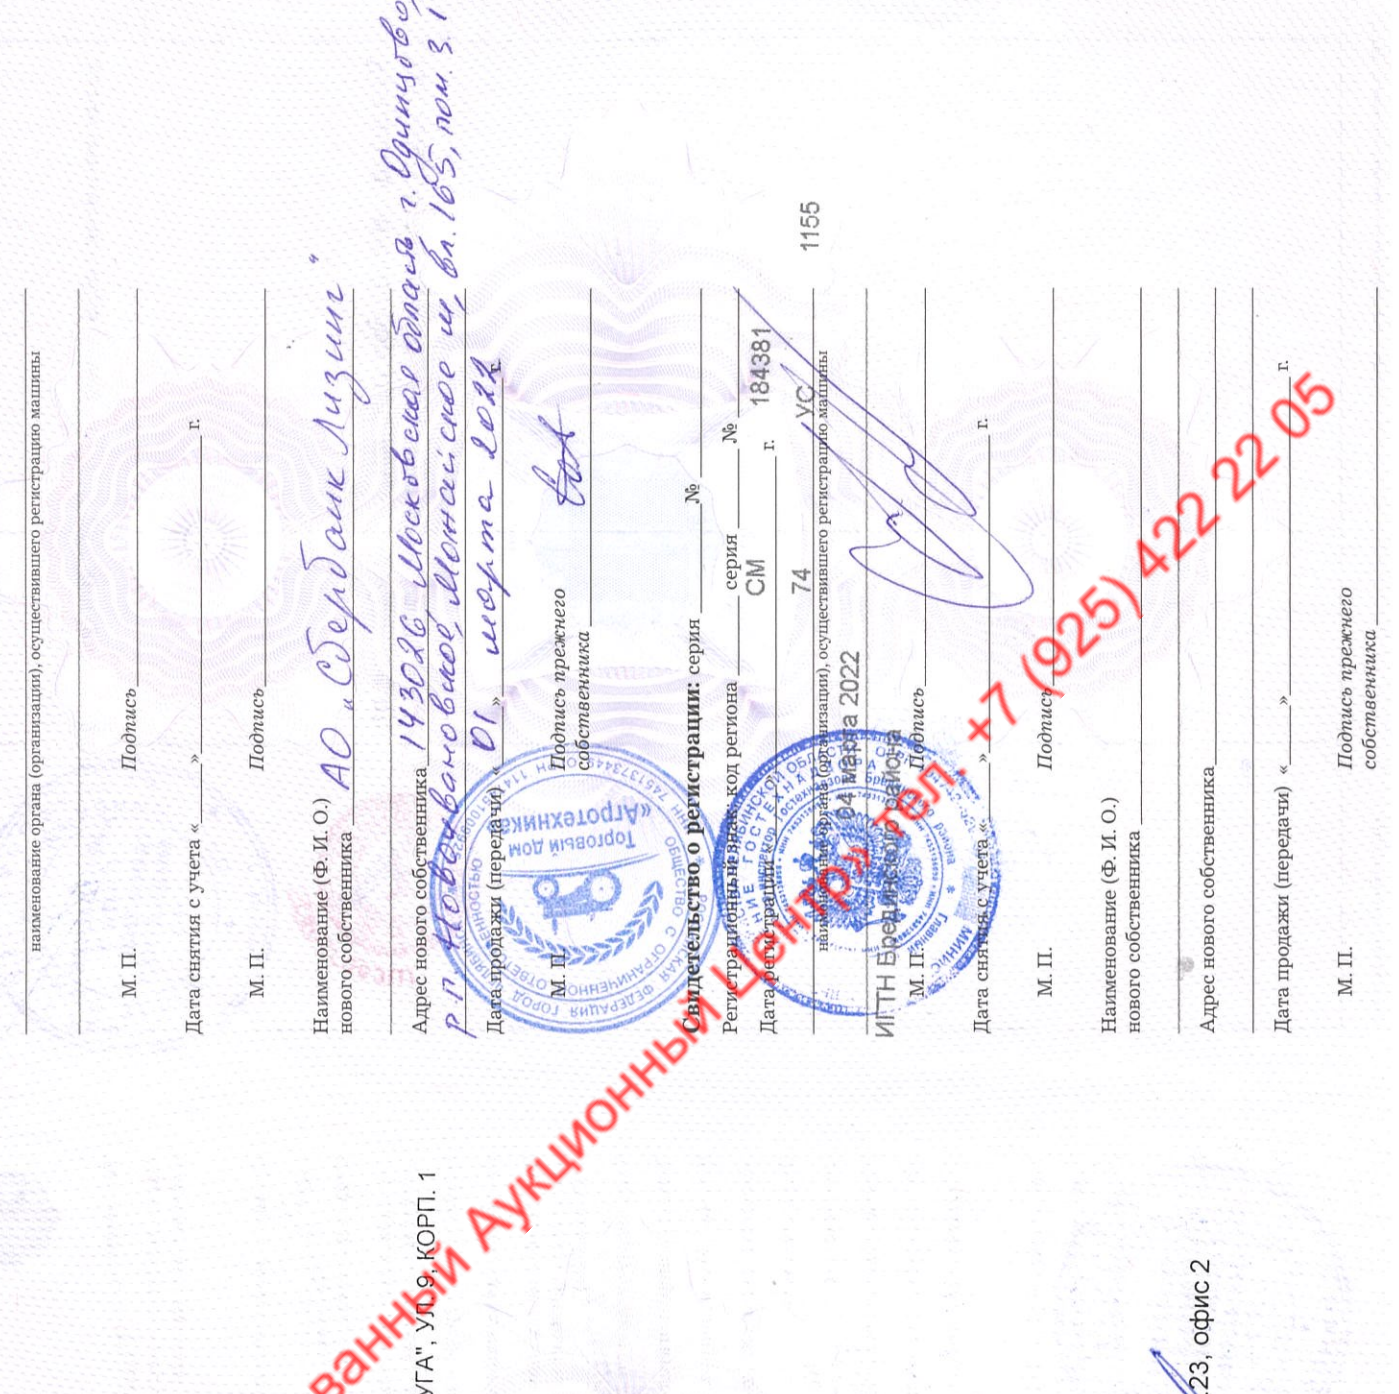 наименование органа (организации), осуществившего регистрацию машины
М. П. Подпись
Дата снятия с учета « » г.
М. П. Подпись
Наименование (Ф. И. О.)
нового собственника АО „Сбербанк Лизинг"
Адрес нового собственника 143026, Московская область г. Одинцово,
р.п. Новоивановское, Можайское ш, вл. 165, пом. 3.1
Дата продажи (передачи) « 01 » марта 2022 г.
М. П. Подпись прежнего
собственника
Торговый дом
«Агротехника»
Свидетельство о регистрации: серия №
Регистрационный знак: код региона серия №
СМ 184381
Дата регистрации г.
74 УС 1155
наименование органа (организации), осуществившего регистрацию машины
04 марта 2022
ИГТН Брединского района
М. П. Подпись
Дата снятия с учета « » г.
М. П. Подпись
Наименование (Ф. И. О.)
нового собственника
Адрес нового собственника
Дата продажи (передачи) « » г.
М. П. Подпись прежнего
собственника
УГА", УЛ. 9, КОРП. 1
23, офис 2
ванный Аукционный Центр» тел. +7 (925) 422 22 05